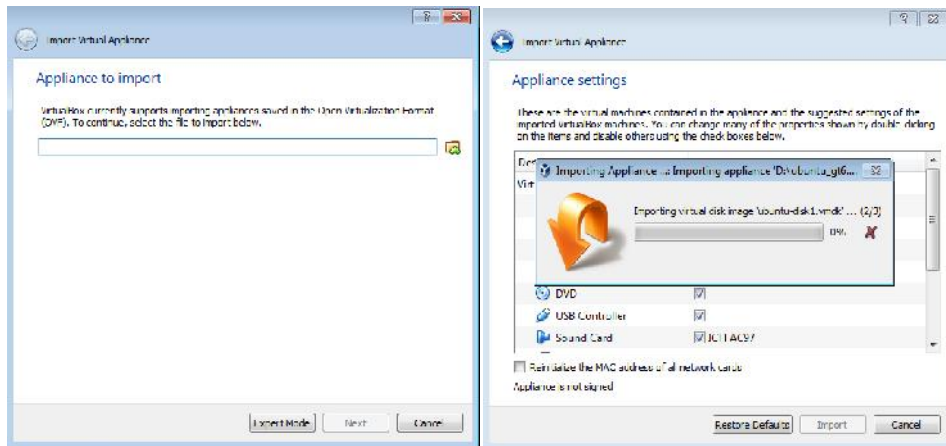 Import Virtual Appliance
Appliance to import
VirtualBox currently supports importing appliances saved in the Open Virtualization Format
(OVF). To continue, select the file to import below.
Expert Mode
Next
Cancel
Import Virtual Appliance
Appliance settings
These are the virtual machines contained in the appliance and the suggested settings of the
imported VirtualBox machines. You can change many of the properties shown by double-clicking
on the items and disable others using the check boxes below.
Des
Virt
Importing Appliance ...: Importing appliance 'D:\ubuntu_gt6....
Importing virtual disk image 'ubuntu-disk1.vmdk' ... (2/3)
0%
DVD
USB Controller
Sound Card
ICH AC97
Reinitialize the MAC address of all network cards
Appliance is not signed
Restore Defaults
Import
Cancel